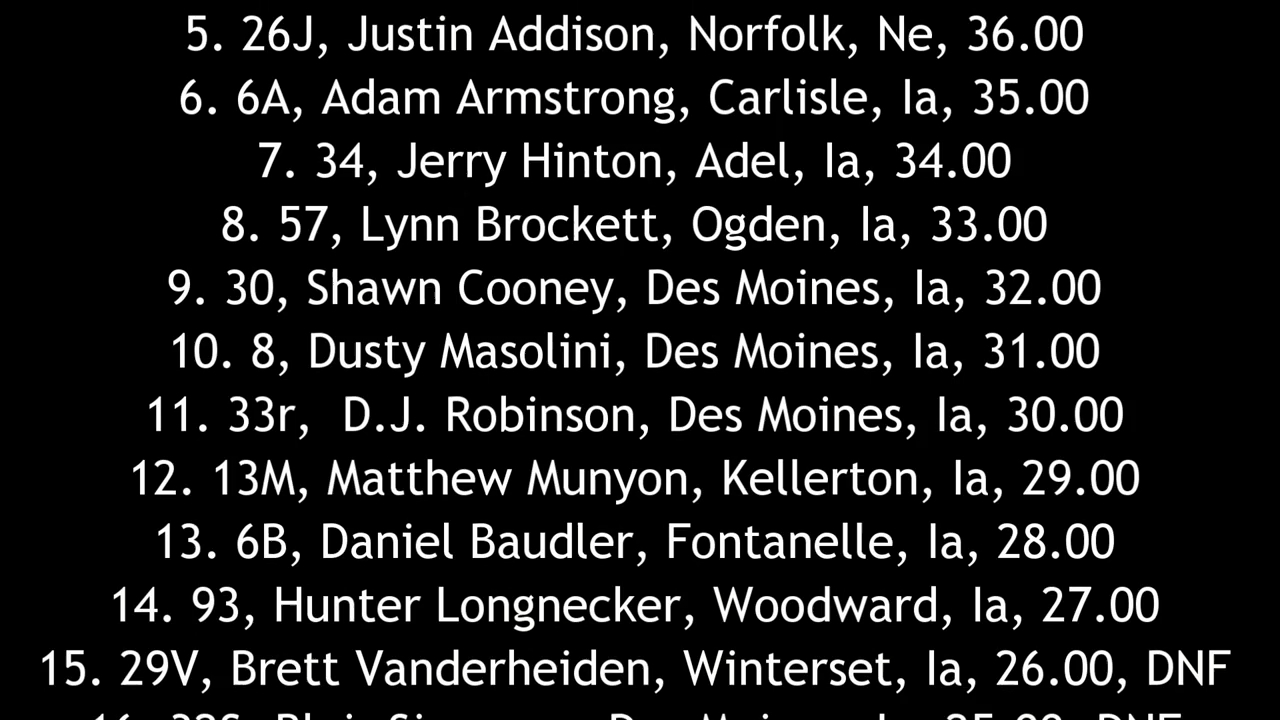 5. 26J, Justin Addison, Norfolk, Ne, 36.00
6. 6A, Adam Armstrong, Carlisle, Ia, 35.00
7. 34, Jerry Hinton, Adel, Ia, 34.00
8. 57, Lynn Brockett, Ogden, Ia, 33.00
9. 30, Shawn Cooney, Des Moines, Ia, 32.00
10. 8, Dusty Masolini, Des Moines, Ia, 31.00
11. 33r,  D.J. Robinson, Des Moines, Ia, 30.00
12. 13M, Matthew Munyon, Kellerton, Ia, 29.00
13. 6B, Daniel Baudler, Fontanelle, Ia, 28.00
14. 93, Hunter Longnecker, Woodward, Ia, 27.00
15. 29V, Brett Vanderheiden, Winterset, Ia, 26.00, DNF